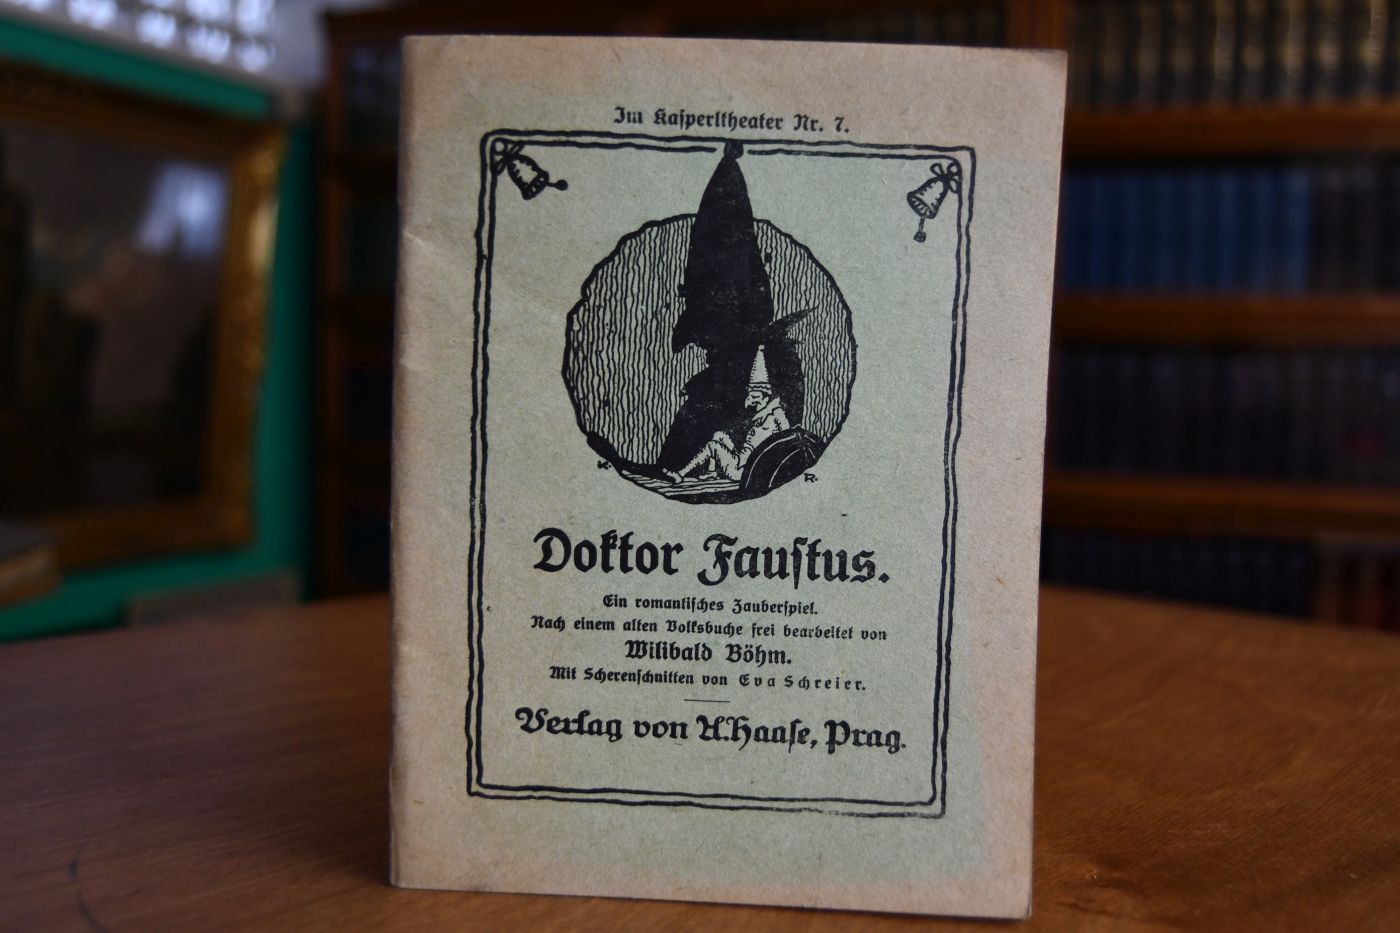 Im Kaſperltheater Nr. 7.
K.
R.
Doktor Fauſtus.
Ein romantiſches Zauberſpiel.
Nach einem alten Volksbuche frei bearbeitet von
Wilibald Böhm.
Mit Scherenſchnitten von Eva Schreier.
Verlag von A. Haaſe, Prag.